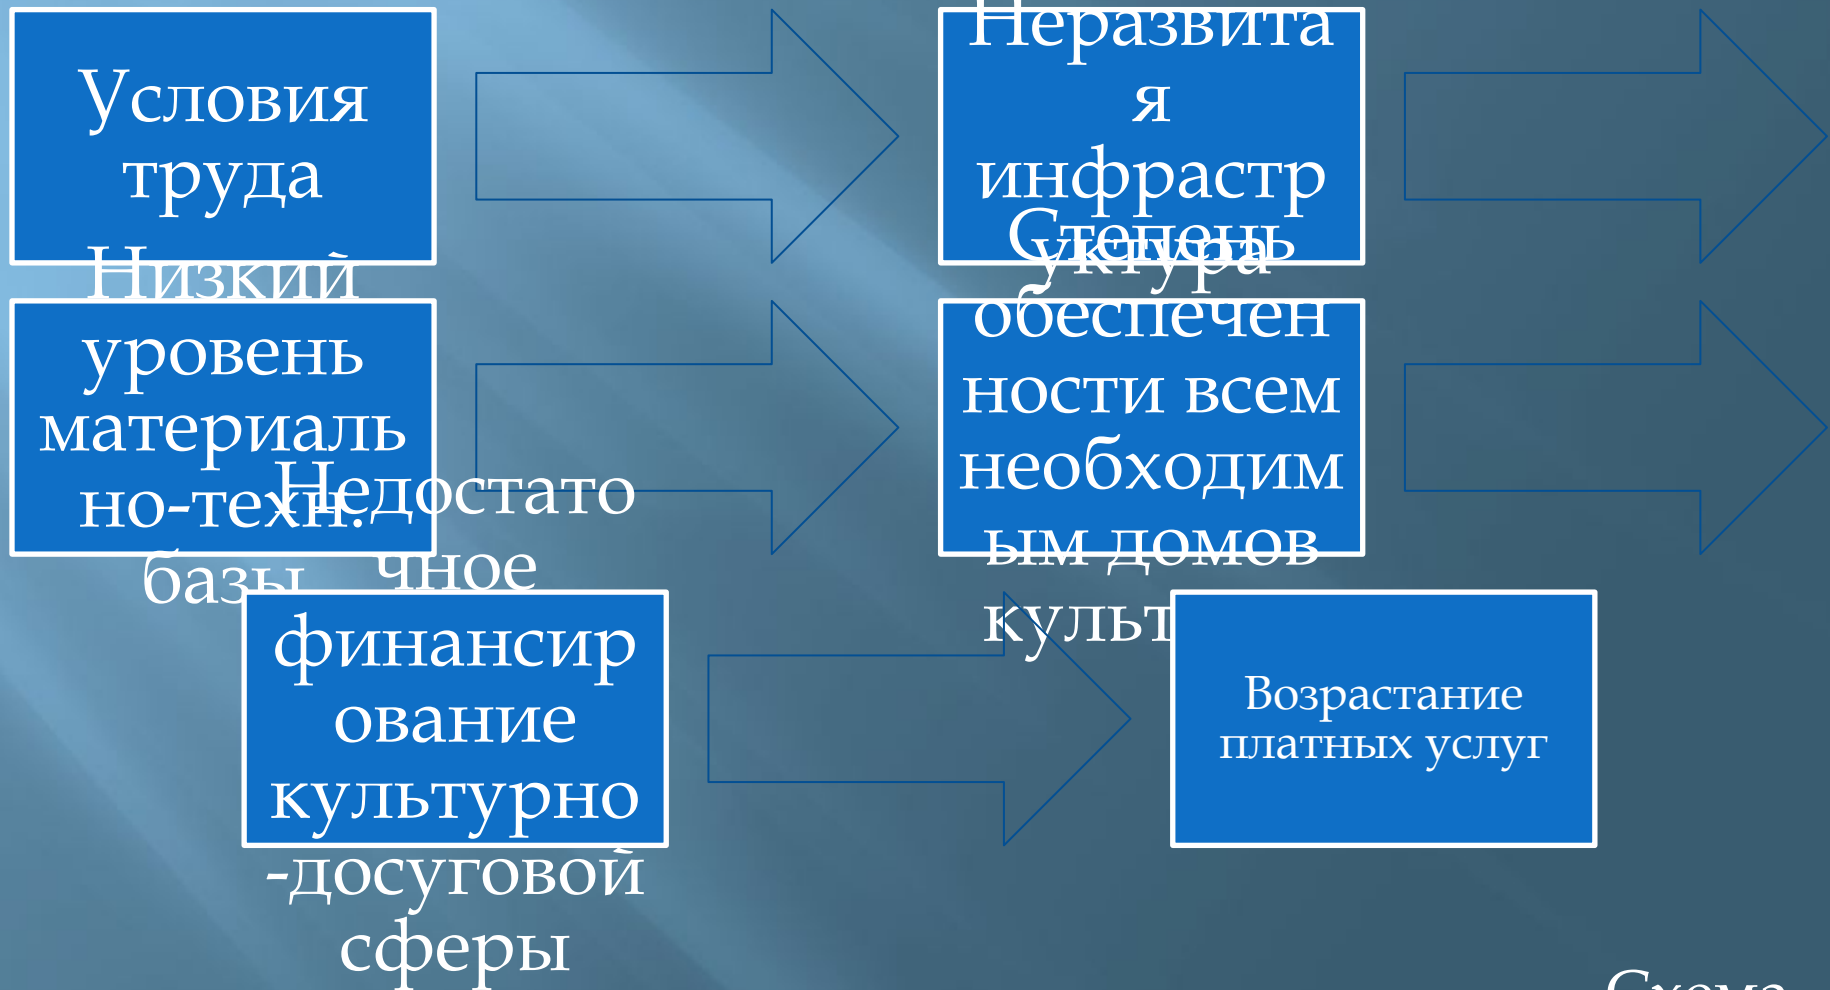 Условия
труда
Неразвита
я
инфрастр
уктура
Низкий
уровень
материаль
но-техн.
базы
Степень
обеспечен
ности всем
необходим
ым домов
Недостато
чное
финансир
ование
культурно
-досуговой
сферы
Возрастание
платных услуг
Схема